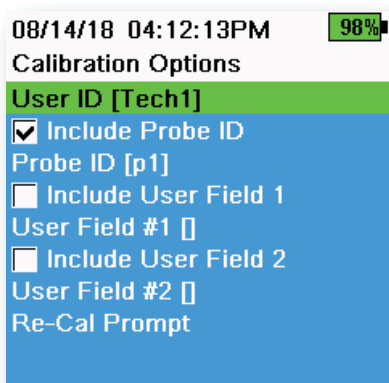 08/14/18 04:12:13PM 98%
Calibration Options
User ID [Tech1]
Include Probe ID
Probe ID [p1]
Include User Field 1
User Field #1 []
Include User Field 2
User Field #2 []
Re-Cal Prompt